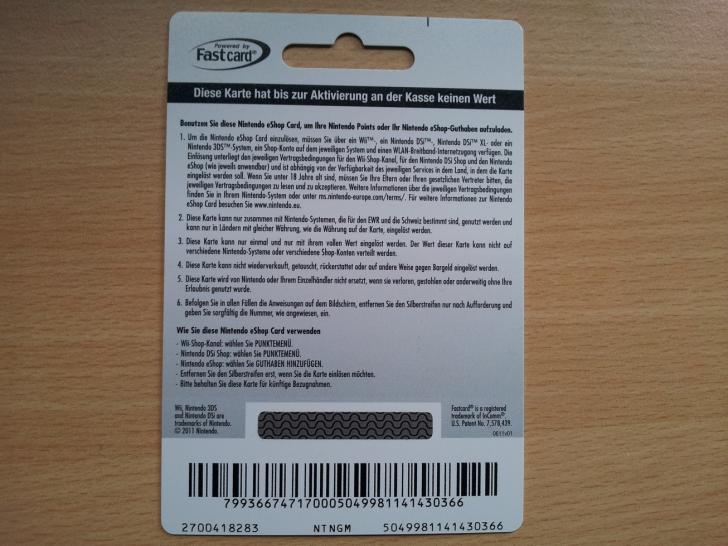 Powered by
Fastcard®
Diese Karte hat bis zur Aktivierung an der Kasse keinen Wert
Benutzen Sie diese Nintendo eShop Card, um Ihre Nintendo Points oder Ihr Nintendo eShop-Guthaben aufzuladen.
1. Um die Nintendo eShop Card einzulösen, müssen Sie über ein Wii™-, ein Nintendo DSi™-, Nintendo DSi™ XL- oder ein
Nintendo 3DS™-System, ein Shop-Konto auf dem jeweiligen System und einen WLAN-Breitband-Internetzugang verfügen. Die
Einlösung unterliegt den jeweiligen Vertragsbedingungen für den Wii-Shop-Kanal, für den Nintendo DSi Shop und den Nintendo
eShop (wie jeweils anwendbar) und ist abhängig von der Verfügbarkeit des jeweiligen Services in dem Land, in dem die Karte
eingelöst werden soll. Wenn Sie unter 18 Jahre alt sind, müssen Sie Ihre Eltern oder Ihren gesetzlichen Vertreter bitten, die
jeweiligen Vertragsbedingungen zu lesen und zu akzeptieren. Weitere Informationen über die jeweiligen Vertragsbedingungen
finden Sie in Ihrem Nintendo-System oder unter ms.nintendo-europe.com/terms/. Für weitere Informationen zur Nintendo
eShop Card besuchen Sie www.nintendo.eu.
2. Diese Karte kann nur zusammen mit Nintendo-Systemen, die für den EWR und die Schweiz bestimmt sind, genutzt werden und
kann nur in Ländern mit gleicher Währung, wie die Währung auf der Karte, eingelöst werden.
3. Diese Karte kann nur einmal und nur mit ihrem vollen Wert eingelöst werden. Der Wert dieser Karte kann nicht auf
verschiedene Nintendo-Systeme oder verschiedene Shop-Konten verteilt werden.
4. Diese Karte kann nicht wiederverkauft, getauscht, rückerstattet oder auf andere Weise gegen Bargeld eingelöst werden.
5. Diese Karte wird von Nintendo oder Ihrem Einzelhändler nicht ersetzt, wenn sie verloren, gestohlen oder anderweitig ohne Ihre
Erlaubnis genutzt wurde.
6. Befolgen Sie in allen Fällen die Anweisungen auf dem Bildschirm, entfernen Sie den Silberstreifen nur nach Aufforderung und
geben Sie sorgfältig die Nummer, wie angewiesen, ein.
Wie Sie diese Nintendo eShop Card verwenden
- Wii-Shop-Kanal: wählen Sie PUNKTEMENÜ.
- Nintendo DSi Shop: wählen Sie PUNKTEMENÜ.
- Nintendo eShop: wählen Sie GUTHABEN HINZUFÜGEN.
- Entfernen Sie den Silberstreifen erst, wenn Sie die Karte einlösen möchten.
- Bitte behalten Sie diese Karte für künftige Bezugnahmen.
Wii, Nintendo 3DS
and Nintendo DSi are
trademarks of Nintendo.
© 2011 Nintendo.
Fastcard® is a registered
trademark of InComm®.
U.S. Patent No. 7,578,439.
0611v01
799366747170005049981141430366
2700418283 NTNGM 5049981141430366